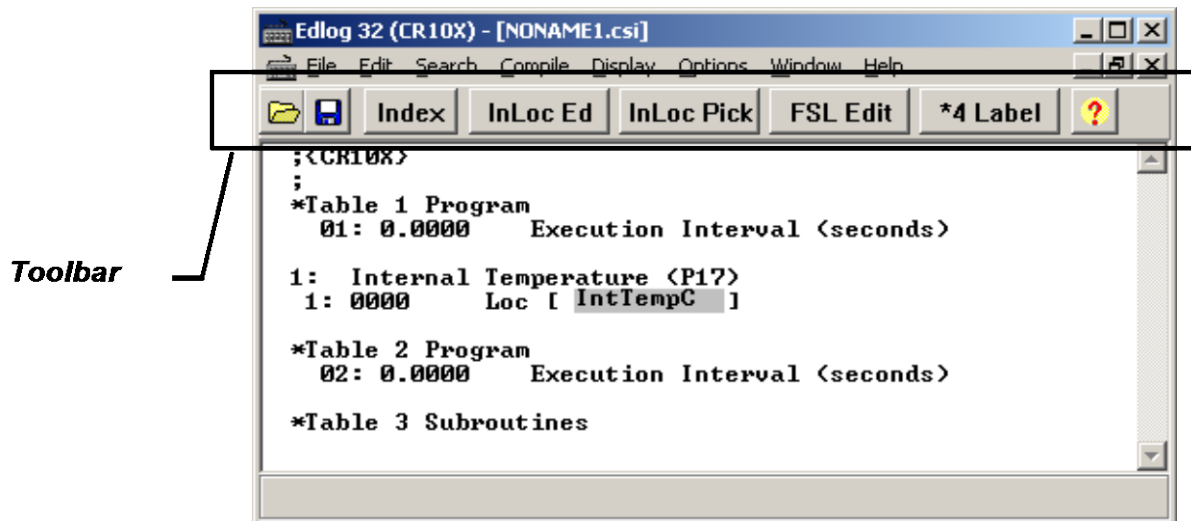 Edlog 32 (CR10X) - [NONAME1.csi]
File Edit Search Compile Display Options Window Help
Index InLoc Ed InLoc Pick FSL Edit *4 Label ?
;{CR10X}
;
*Table 1 Program
01: 0.0000 Execution Interval (seconds)
1: Internal Temperature (P17)
1: 0000 Loc [ IntTempC ]
*Table 2 Program
02: 0.0000 Execution Interval (seconds)
*Table 3 Subroutines
Toolbar